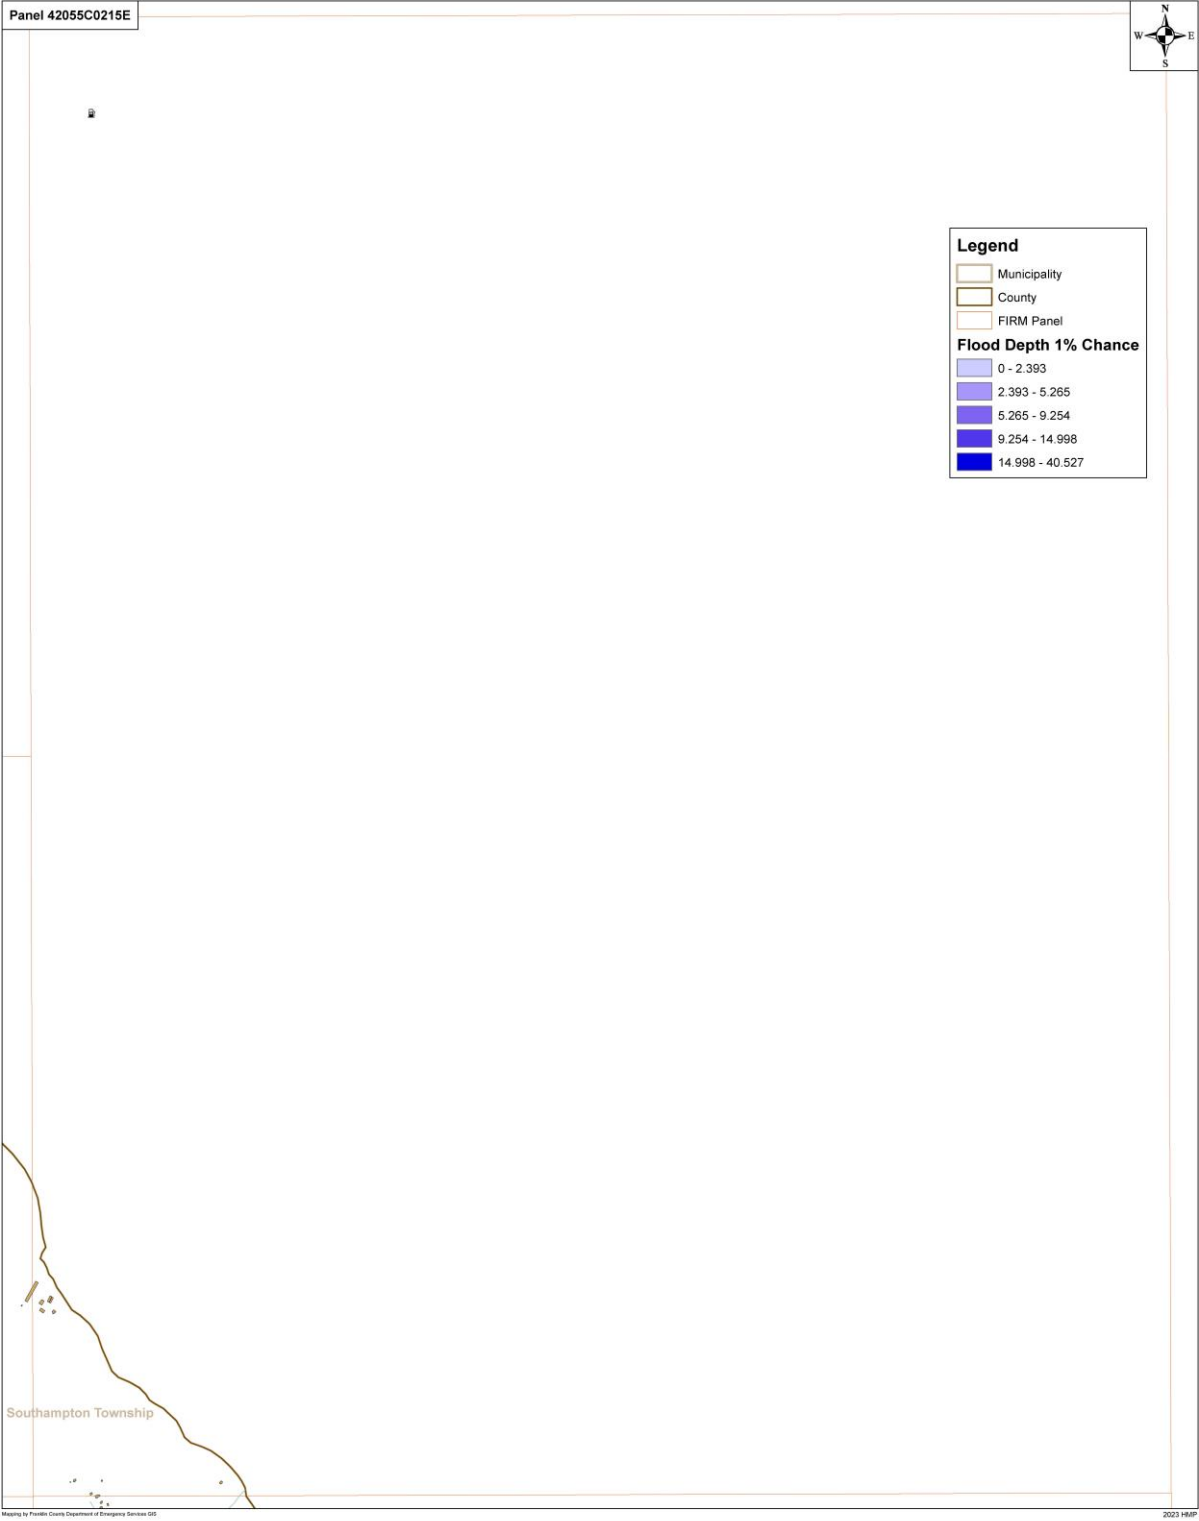 Panel 42055C0215E
N
W E
S
Legend
Municipality
County
FIRM Panel
Flood Depth 1% Chance
0 - 2.393
2.393 - 5.265
5.265 - 9.254
9.254 - 14.998
14.998 - 40.527
Southampton Township
Mapping by Franklin County Department of Emergency Services GIS
2023 HMP